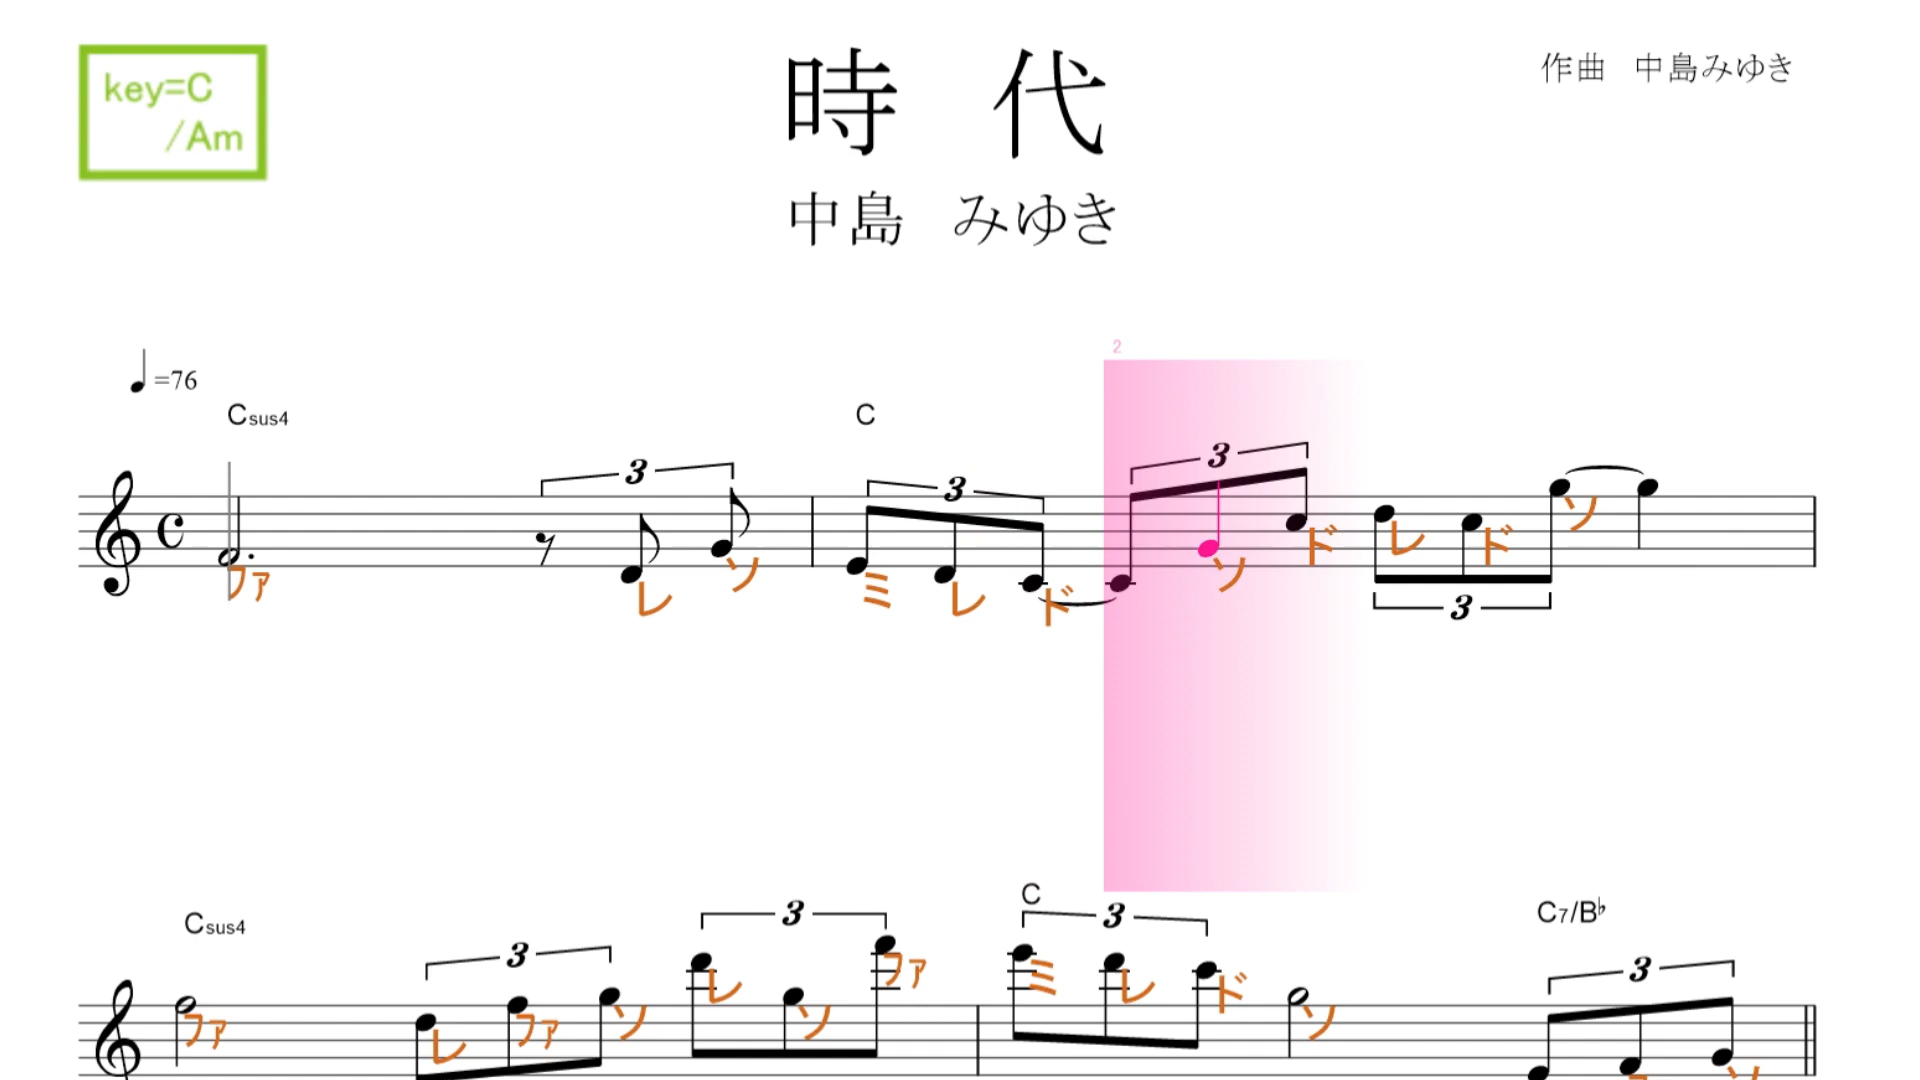 key=C
/Am
時 代
作曲 中島みゆき
中島 みゆき
=76
2
Csus4
C
3
3
3
ファ
レ
ソ
ミ
レ
ド
ソ
ド
レ
ド
ソ
3
Csus4
C
C7/B♭
3
3
3
3
ファ
レ
ファ
ソ
レ
ソ
ファ
ミ
レ
ド
ソ